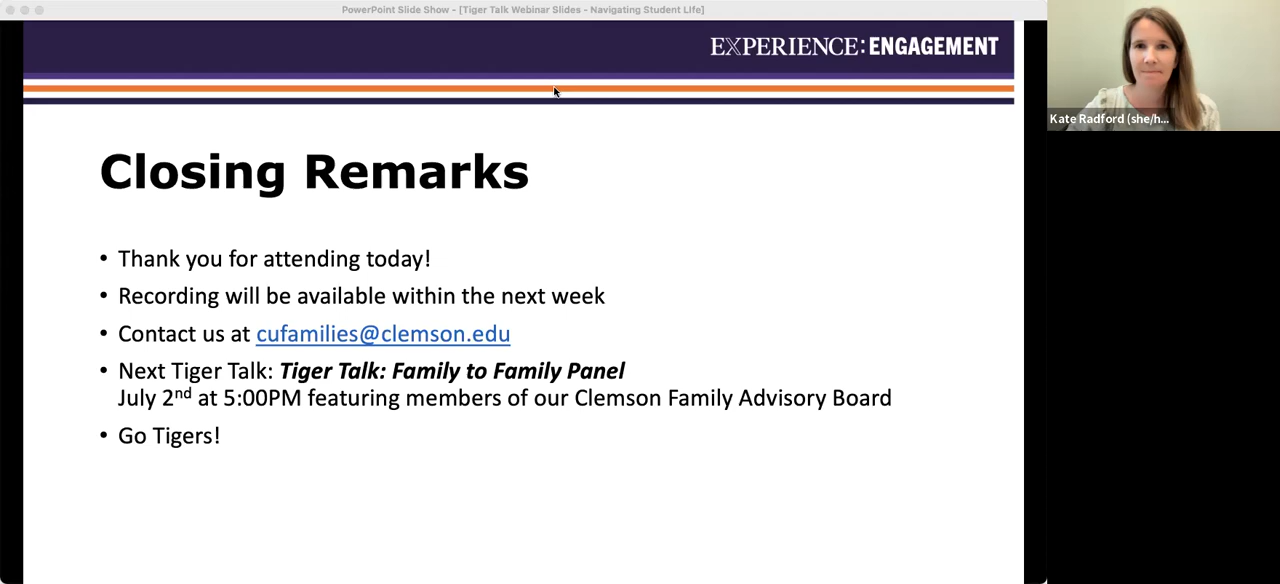 PowerPoint Slide Show - [Tiger Talk Webinar Slides - Navigating Student LIfe]
EXPERIENCE: ENGAGEMENT
Kate Radford (she/h...
Closing Remarks
• Thank you for attending today!
• Recording will be available within the next week
• Contact us at cufamilies@clemson.edu
• Next Tiger Talk: Tiger Talk: Family to Family Panel
July 2nd at 5:00PM featuring members of our Clemson Family Advisory Board
• Go Tigers!